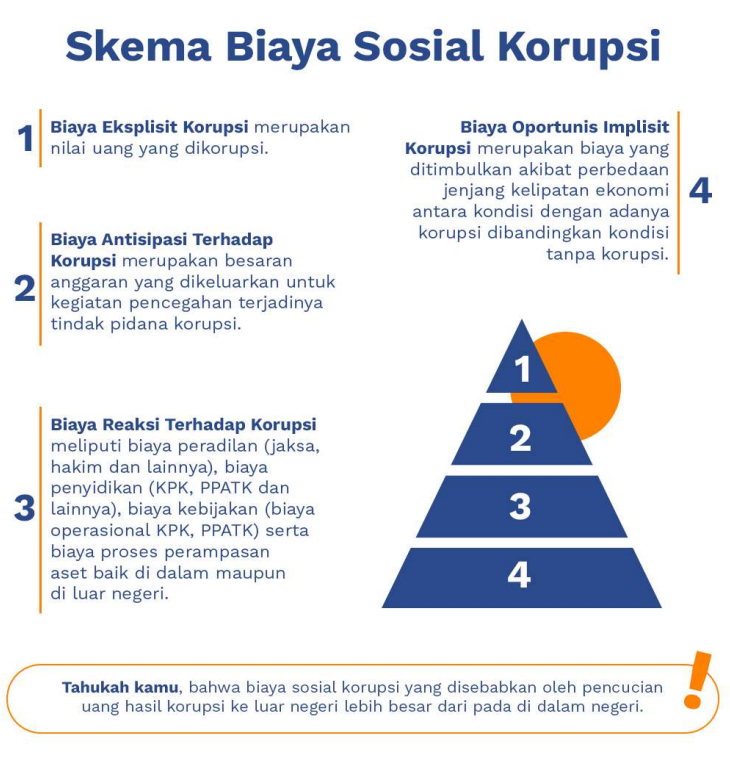 Skema Biaya Sosial Korupsi
1
Biaya Eksplisit Korupsi merupakan
nilai uang yang dikorupsi.
2
Biaya Antisipasi Terhadap
Korupsi merupakan besaran
anggaran yang dikeluarkan untuk
kegiatan pencegahan terjadinya
tindak pidana korupsi.
3
Biaya Reaksi Terhadap Korupsi
meliputi biaya peradilan (jaksa,
hakim dan lainnya), biaya
penyidikan (KPK, PPATK dan
lainnya), biaya kebijakan (biaya
operasional KPK, PPATK) serta
biaya proses perampasan
aset baik di dalam maupun
di luar negeri.
Biaya Oportunis Implisit
Korupsi merupakan biaya yang
ditimbulkan akibat perbedaan
jenjang kelipatan ekonomi
antara kondisi dengan adanya
korupsi dibandingkan kondisi
tanpa korupsi.
4
1
2
3
4
Tahukah kamu, bahwa biaya sosial korupsi yang disebabkan oleh pencucian
uang hasil korupsi ke luar negeri lebih besar dari pada di dalam negeri.
!